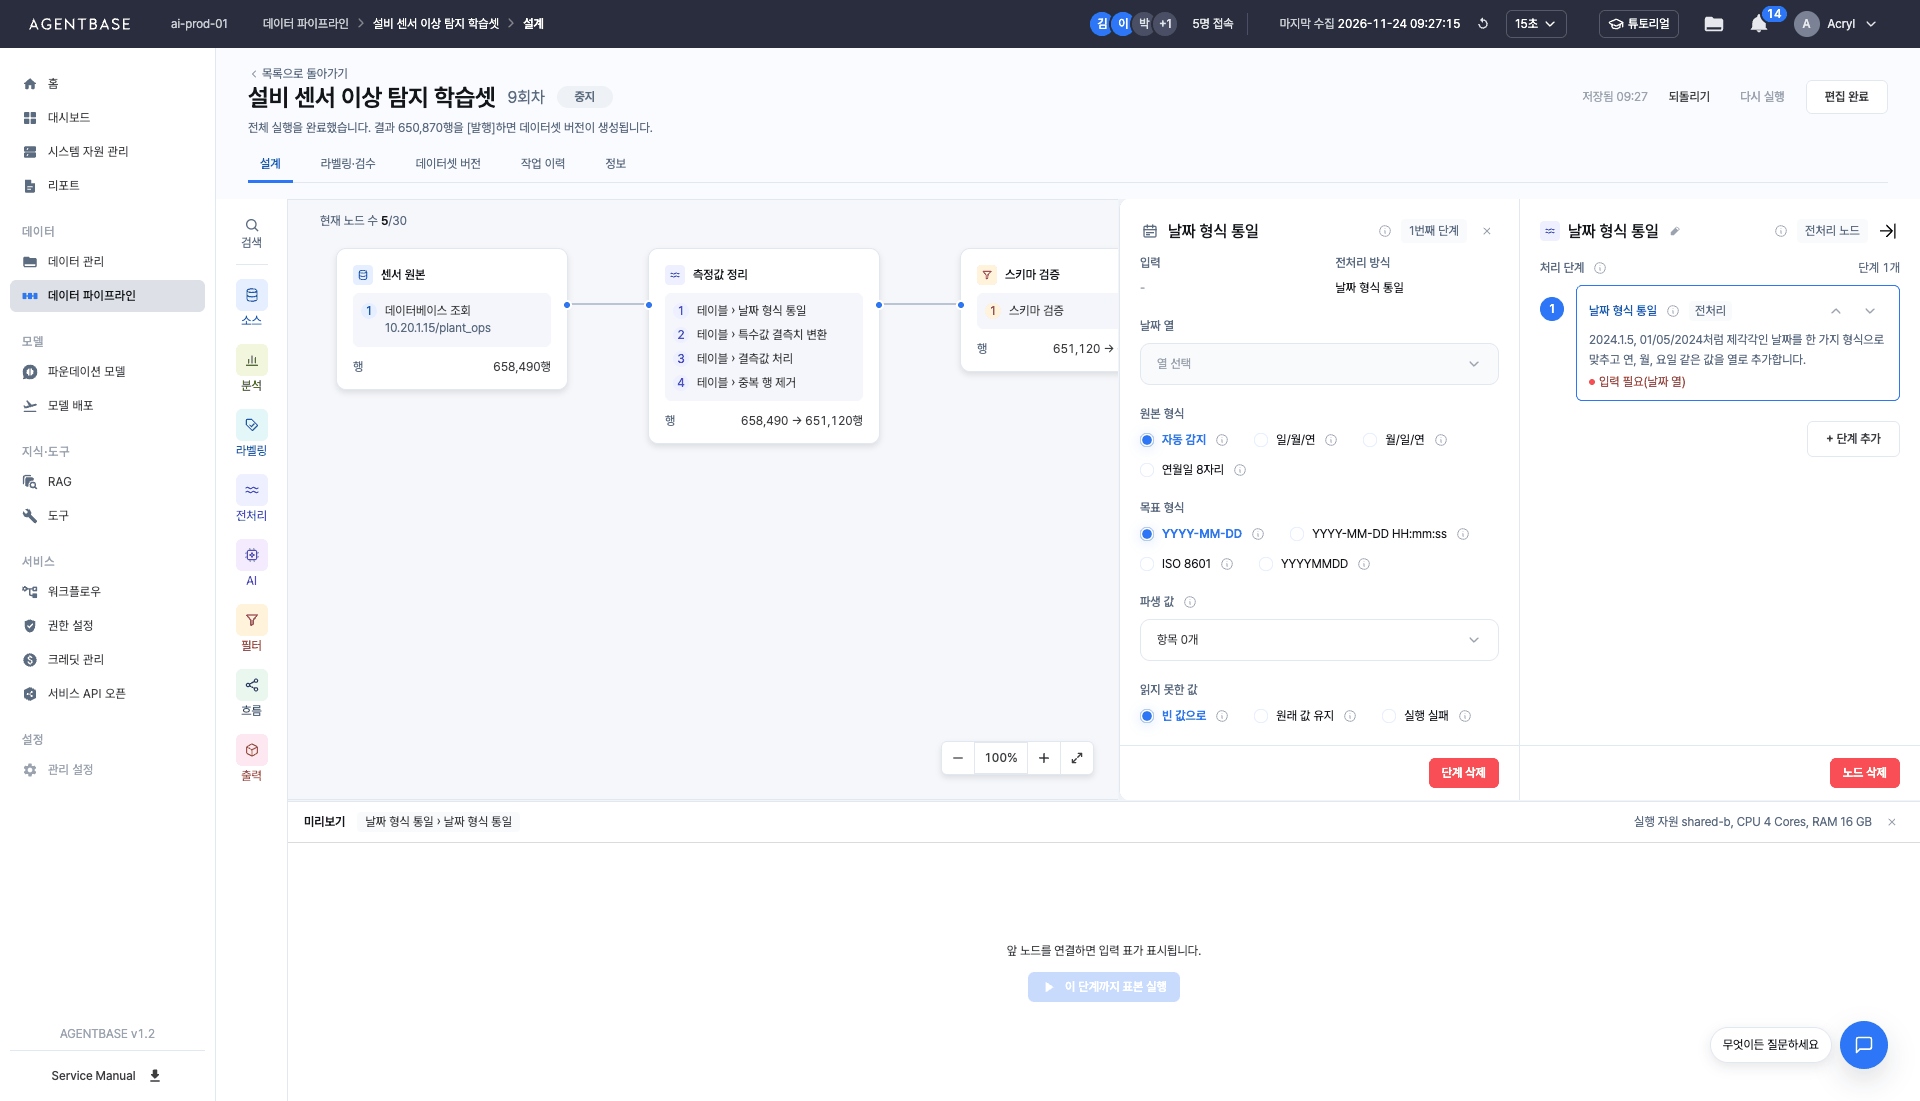 AGENTBASE
ai-prod-01
데이터 파이프라인 > 설비 센서 이상 탐지 학습셋 > 설계
김 이 박 +1 5명 접속
마지막 수집 2026-11-24 09:27:15
15초
튜토리얼
14
A Acryl
홈
대시보드
시스템 자원 관리
리포트
데이터
데이터 관리
데이터 파이프라인
모델
파운데이션 모델
모델 배포
지식·도구
RAG
도구
서비스
워크플로우
권한 설정
크레딧 관리
서비스 API 오픈
설정
관리 설정
AGENTBASE v1.2
Service Manual
목록으로 돌아가기
설비 센서 이상 탐지 학습셋 9회차 중지
전체 실행을 완료했습니다. 결과 650,870행을 [발행]하면 데이터셋 버전이 생성됩니다.
저장됨 09:27 되돌리기 다시 실행 편집 완료
설계 라벨링·검수 데이터셋 버전 작업 이력 정보
검색
소스
분석
라벨링
전처리
AI
필터
흐름
출력
현재 노드 수 5/30
센서 원본
1 데이터베이스 조회
10.20.1.15/plant_ops
행 658,490행
측정값 정리
1 테이블 › 날짜 형식 통일
2 테이블 › 특수값 결측치 변환
3 테이블 › 결측값 처리
4 테이블 › 중복 행 제거
행 658,490 → 651,120행
스키마 검증
1 스키마 검증
행 651,120 →
100%
날짜 형식 통일
1번째 단계
입력 전처리 방식
- 날짜 형식 통일
날짜 열
열 선택
원본 형식
자동 감지 일/월/연 월/일/연
연월일 8자리
목표 형식
YYYY-MM-DD YYYY-MM-DD HH:mm:ss
ISO 8601 YYYYMMDD
파생 값
항목 0개
읽지 못한 값
빈 값으로 원래 값 유지 실행 실패
단계 삭제
날짜 형식 통일
전처리 노드
처리 단계 단계 1개
1 날짜 형식 통일 전처리
2024.1.5, 01/05/2024처럼 제각각인 날짜를 한 가지 형식으로
맞추고 연, 월, 요일 같은 값을 열로 추가합니다.
입력 필요(날짜 열)
+ 단계 추가
노드 삭제
미리보기 날짜 형식 통일 › 날짜 형식 통일
실행 자원 shared-b, CPU 4 Cores, RAM 16 GB
앞 노드를 연결하면 입력 표가 표시됩니다.
이 단계까지 표본 실행
무엇이든 질문하세요